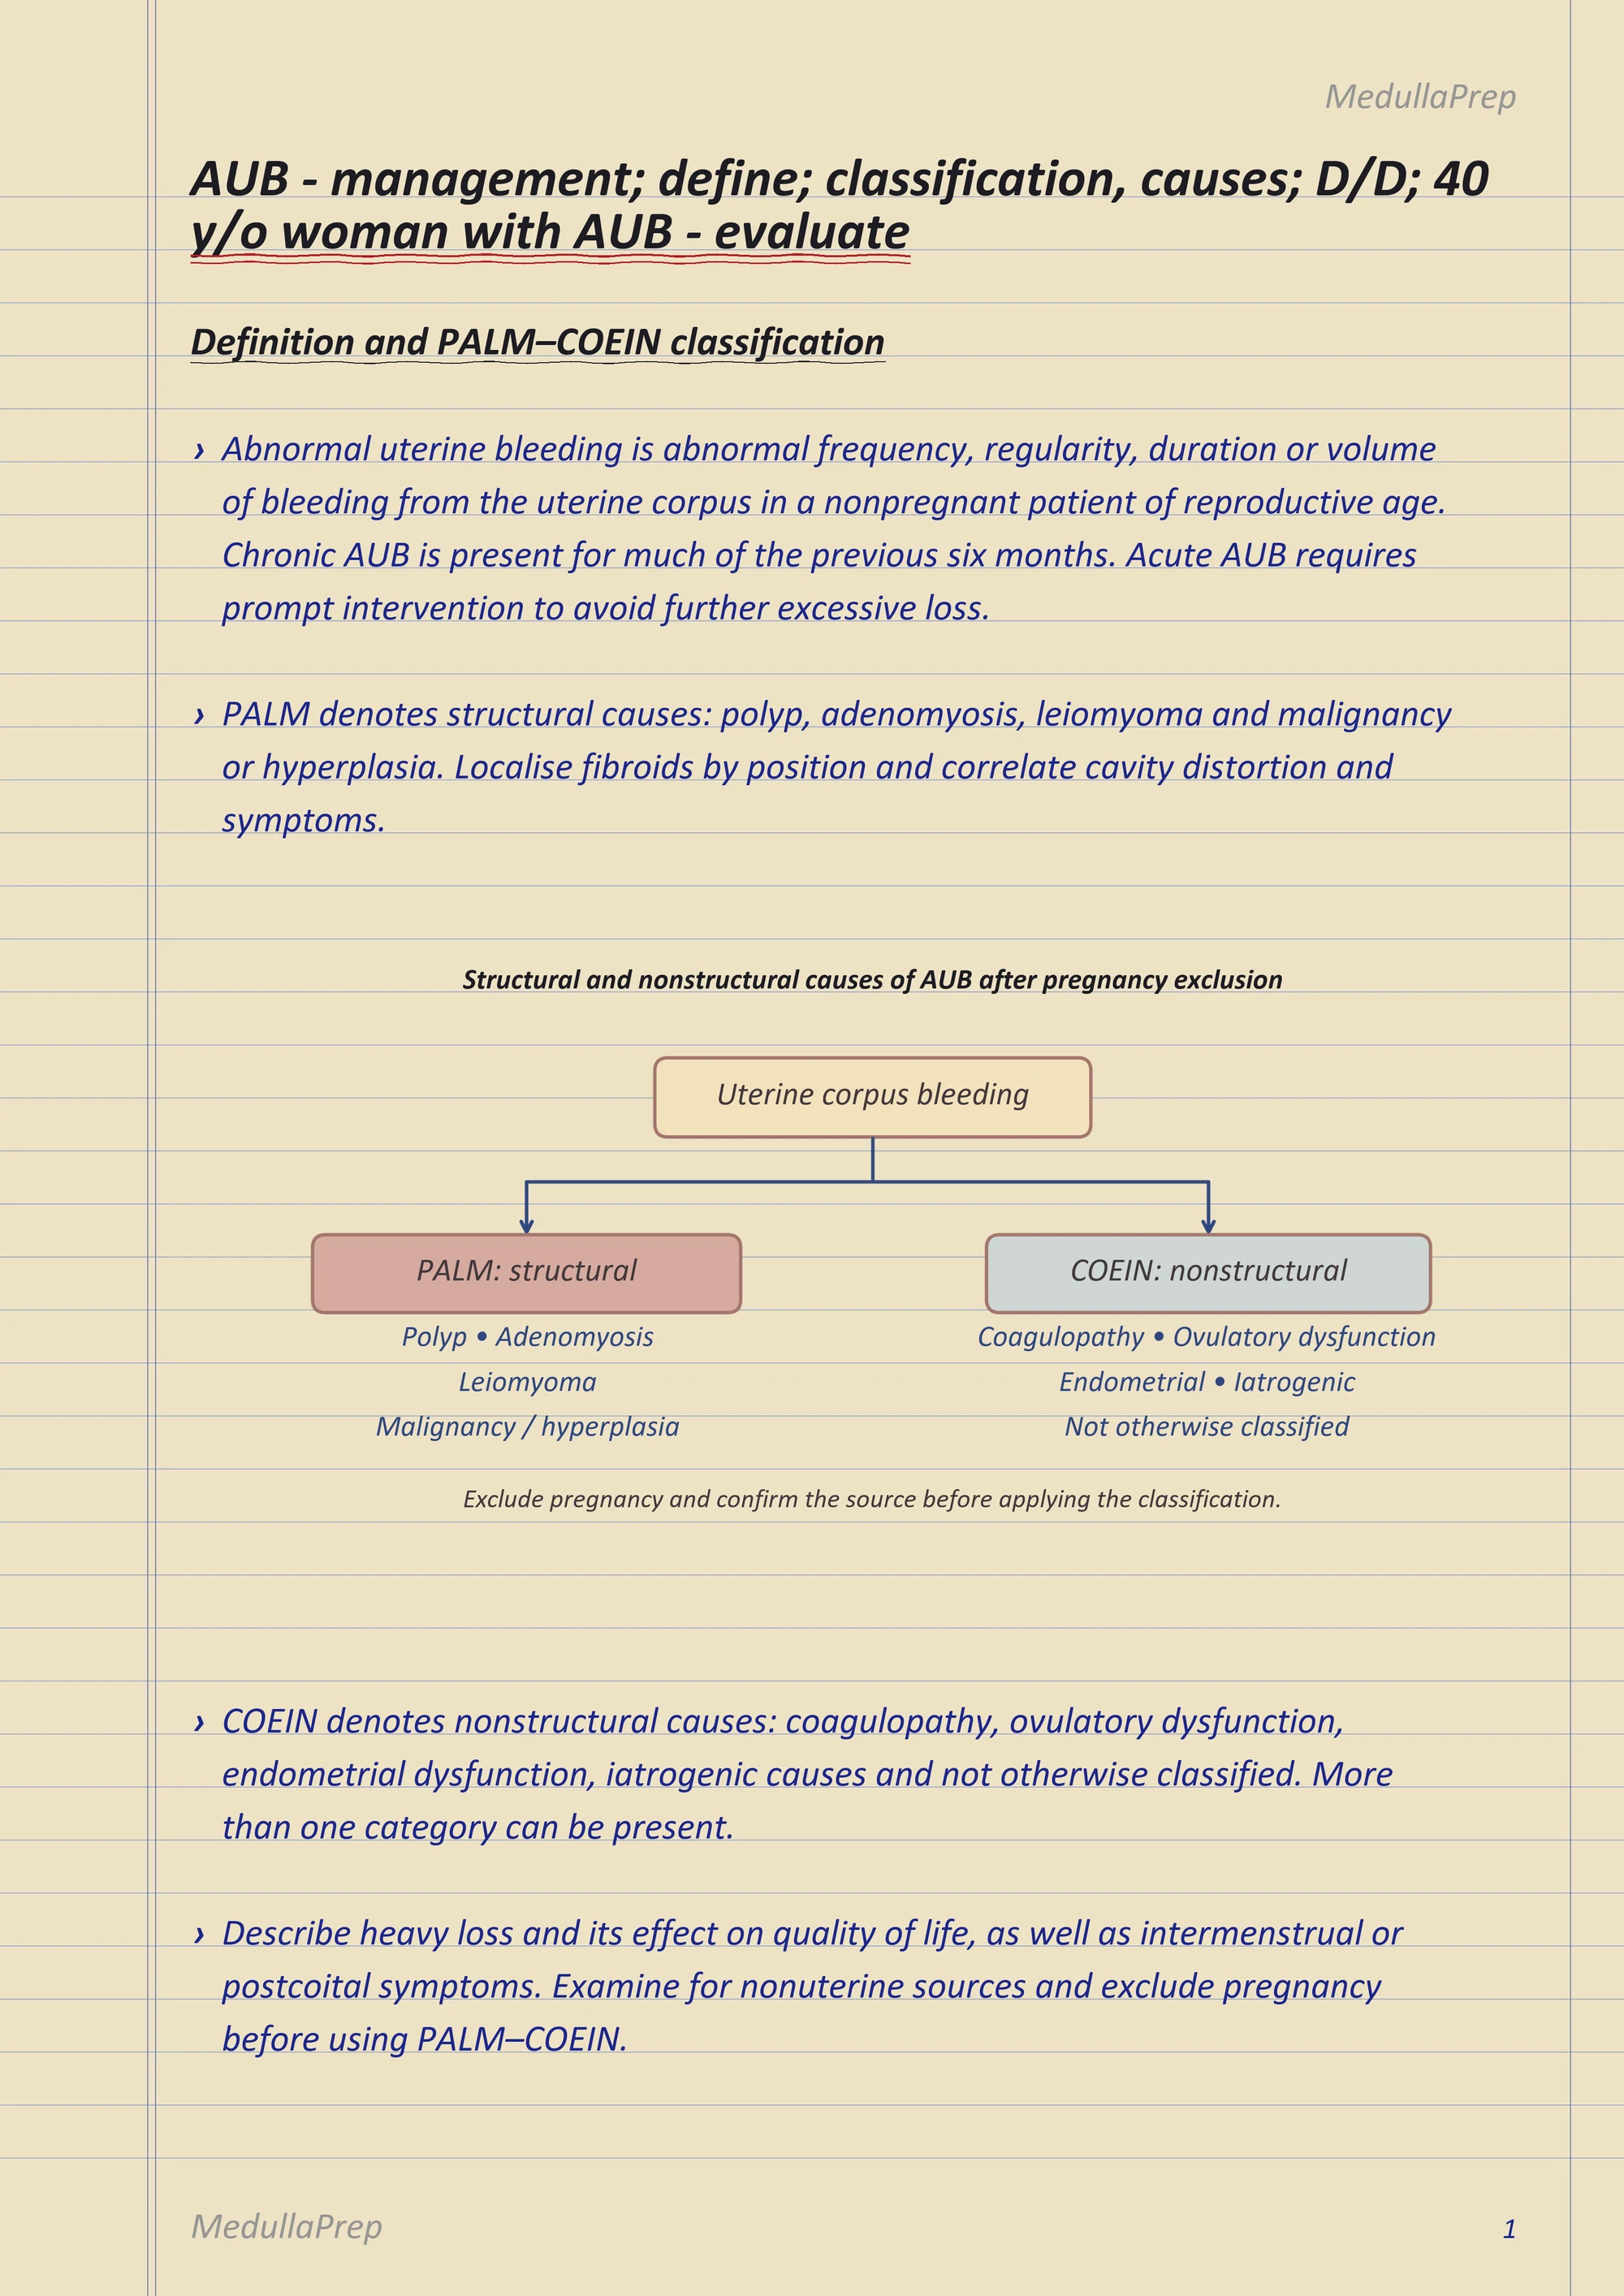 MedullaPrep
AUB - management; define; classification, causes; D/D; 40
y/o woman with AUB - evaluate
Definition and PALM–COEIN classification
› Abnormal uterine bleeding is abnormal frequency, regularity, duration or volume
of bleeding from the uterine corpus in a nonpregnant patient of reproductive age.
Chronic AUB is present for much of the previous six months. Acute AUB requires
prompt intervention to avoid further excessive loss.
› PALM denotes structural causes: polyp, adenomyosis, leiomyoma and malignancy
or hyperplasia. Localise fibroids by position and correlate cavity distortion and
symptoms.
Structural and nonstructural causes of AUB after pregnancy exclusion
Uterine corpus bleeding
PALM: structural
Polyp • Adenomyosis
Leiomyoma
Malignancy / hyperplasia
COEIN: nonstructural
Coagulopathy • Ovulatory dysfunction
Endometrial • Iatrogenic
Not otherwise classified
Exclude pregnancy and confirm the source before applying the classification.
› COEIN denotes nonstructural causes: coagulopathy, ovulatory dysfunction,
endometrial dysfunction, iatrogenic causes and not otherwise classified. More
than one category can be present.
› Describe heavy loss and its effect on quality of life, as well as intermenstrual or
postcoital symptoms. Examine for nonuterine sources and exclude pregnancy
before using PALM–COEIN.
MedullaPrep
1